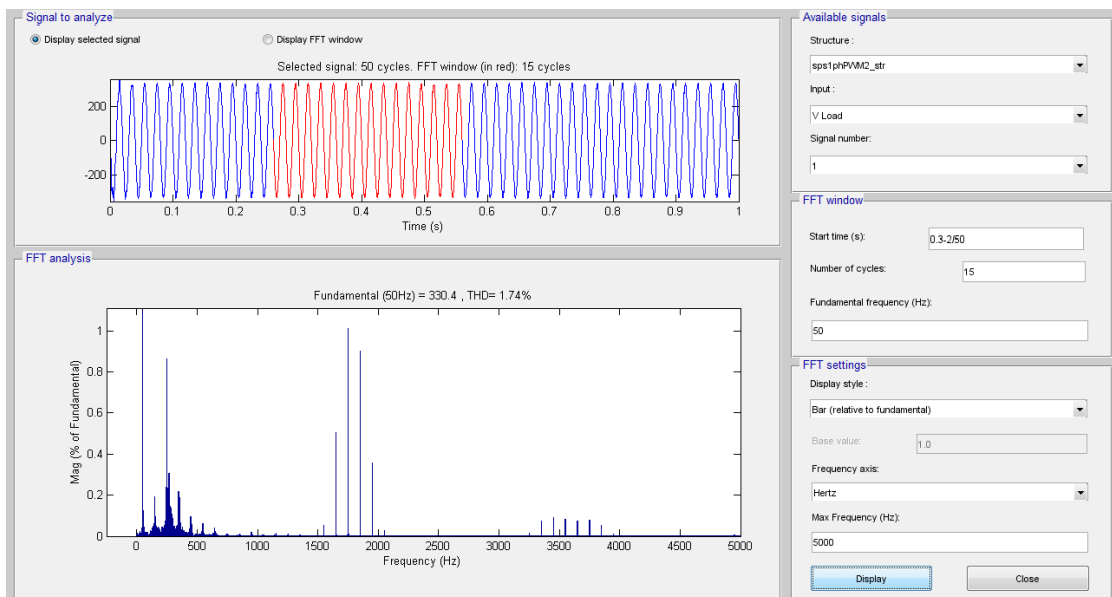 Signal to analyze
Display selected signal
Display FFT window
Selected signal: 50 cycles. FFT window (in red): 15 cycles
200
0
-200
0 0.1 0.2 0.3 0.4 0.5 0.6 0.7 0.8 0.9 1
Time (s)
FFT analysis
Fundamental (50Hz) = 330.4 , THD= 1.74%
1
0.8
0.6
0.4
0.2
0
Mag (% of Fundamental)
0 500 1000 1500 2000 2500 3000 3500 4000 4500 5000
Frequency (Hz)
Available signals
Structure :
sps1phPWM2_str
Input :
V Load
Signal number:
1
FFT window
Start time (s):
0.3-2/50
Number of cycles:
15
Fundamental frequency (Hz):
50
FFT settings
Display style :
Bar (relative to fundamental)
Base value:
1.0
Frequency axis:
Hertz
Max Frequency (Hz):
5000
Display
Close